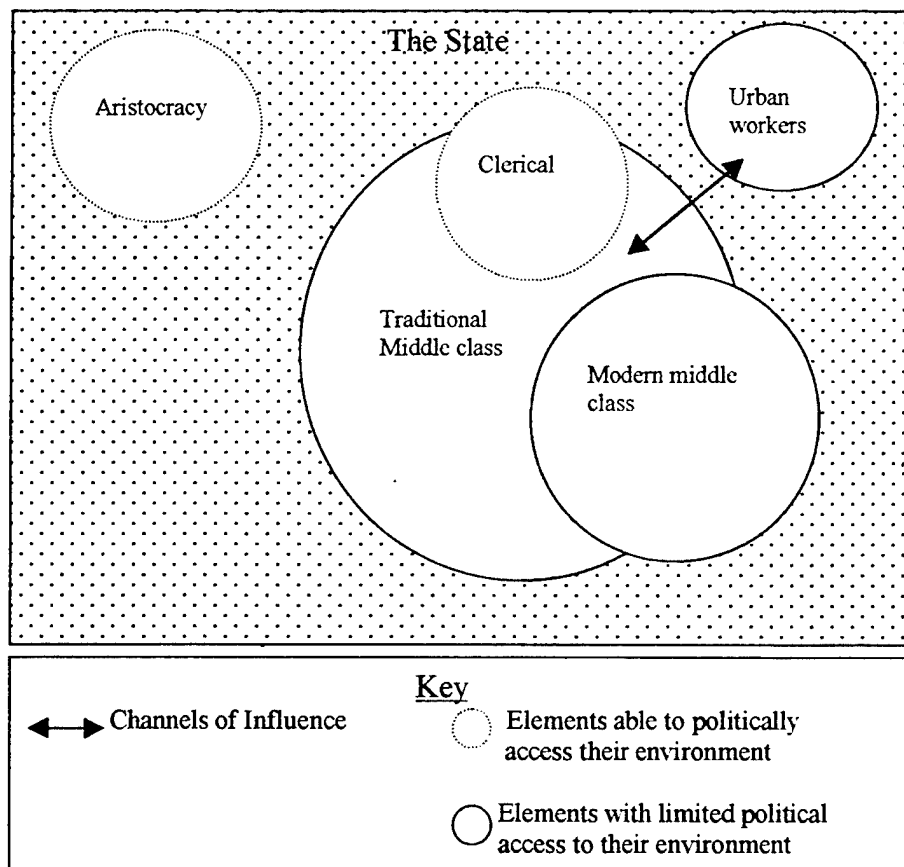 The State
Aristocracy
Urban
workers
Clerical
Traditional
Middle class
Modern middle
class
Key
Channels of Influence
Elements able to politically
access their environment
Elements with limited political
access to their environment